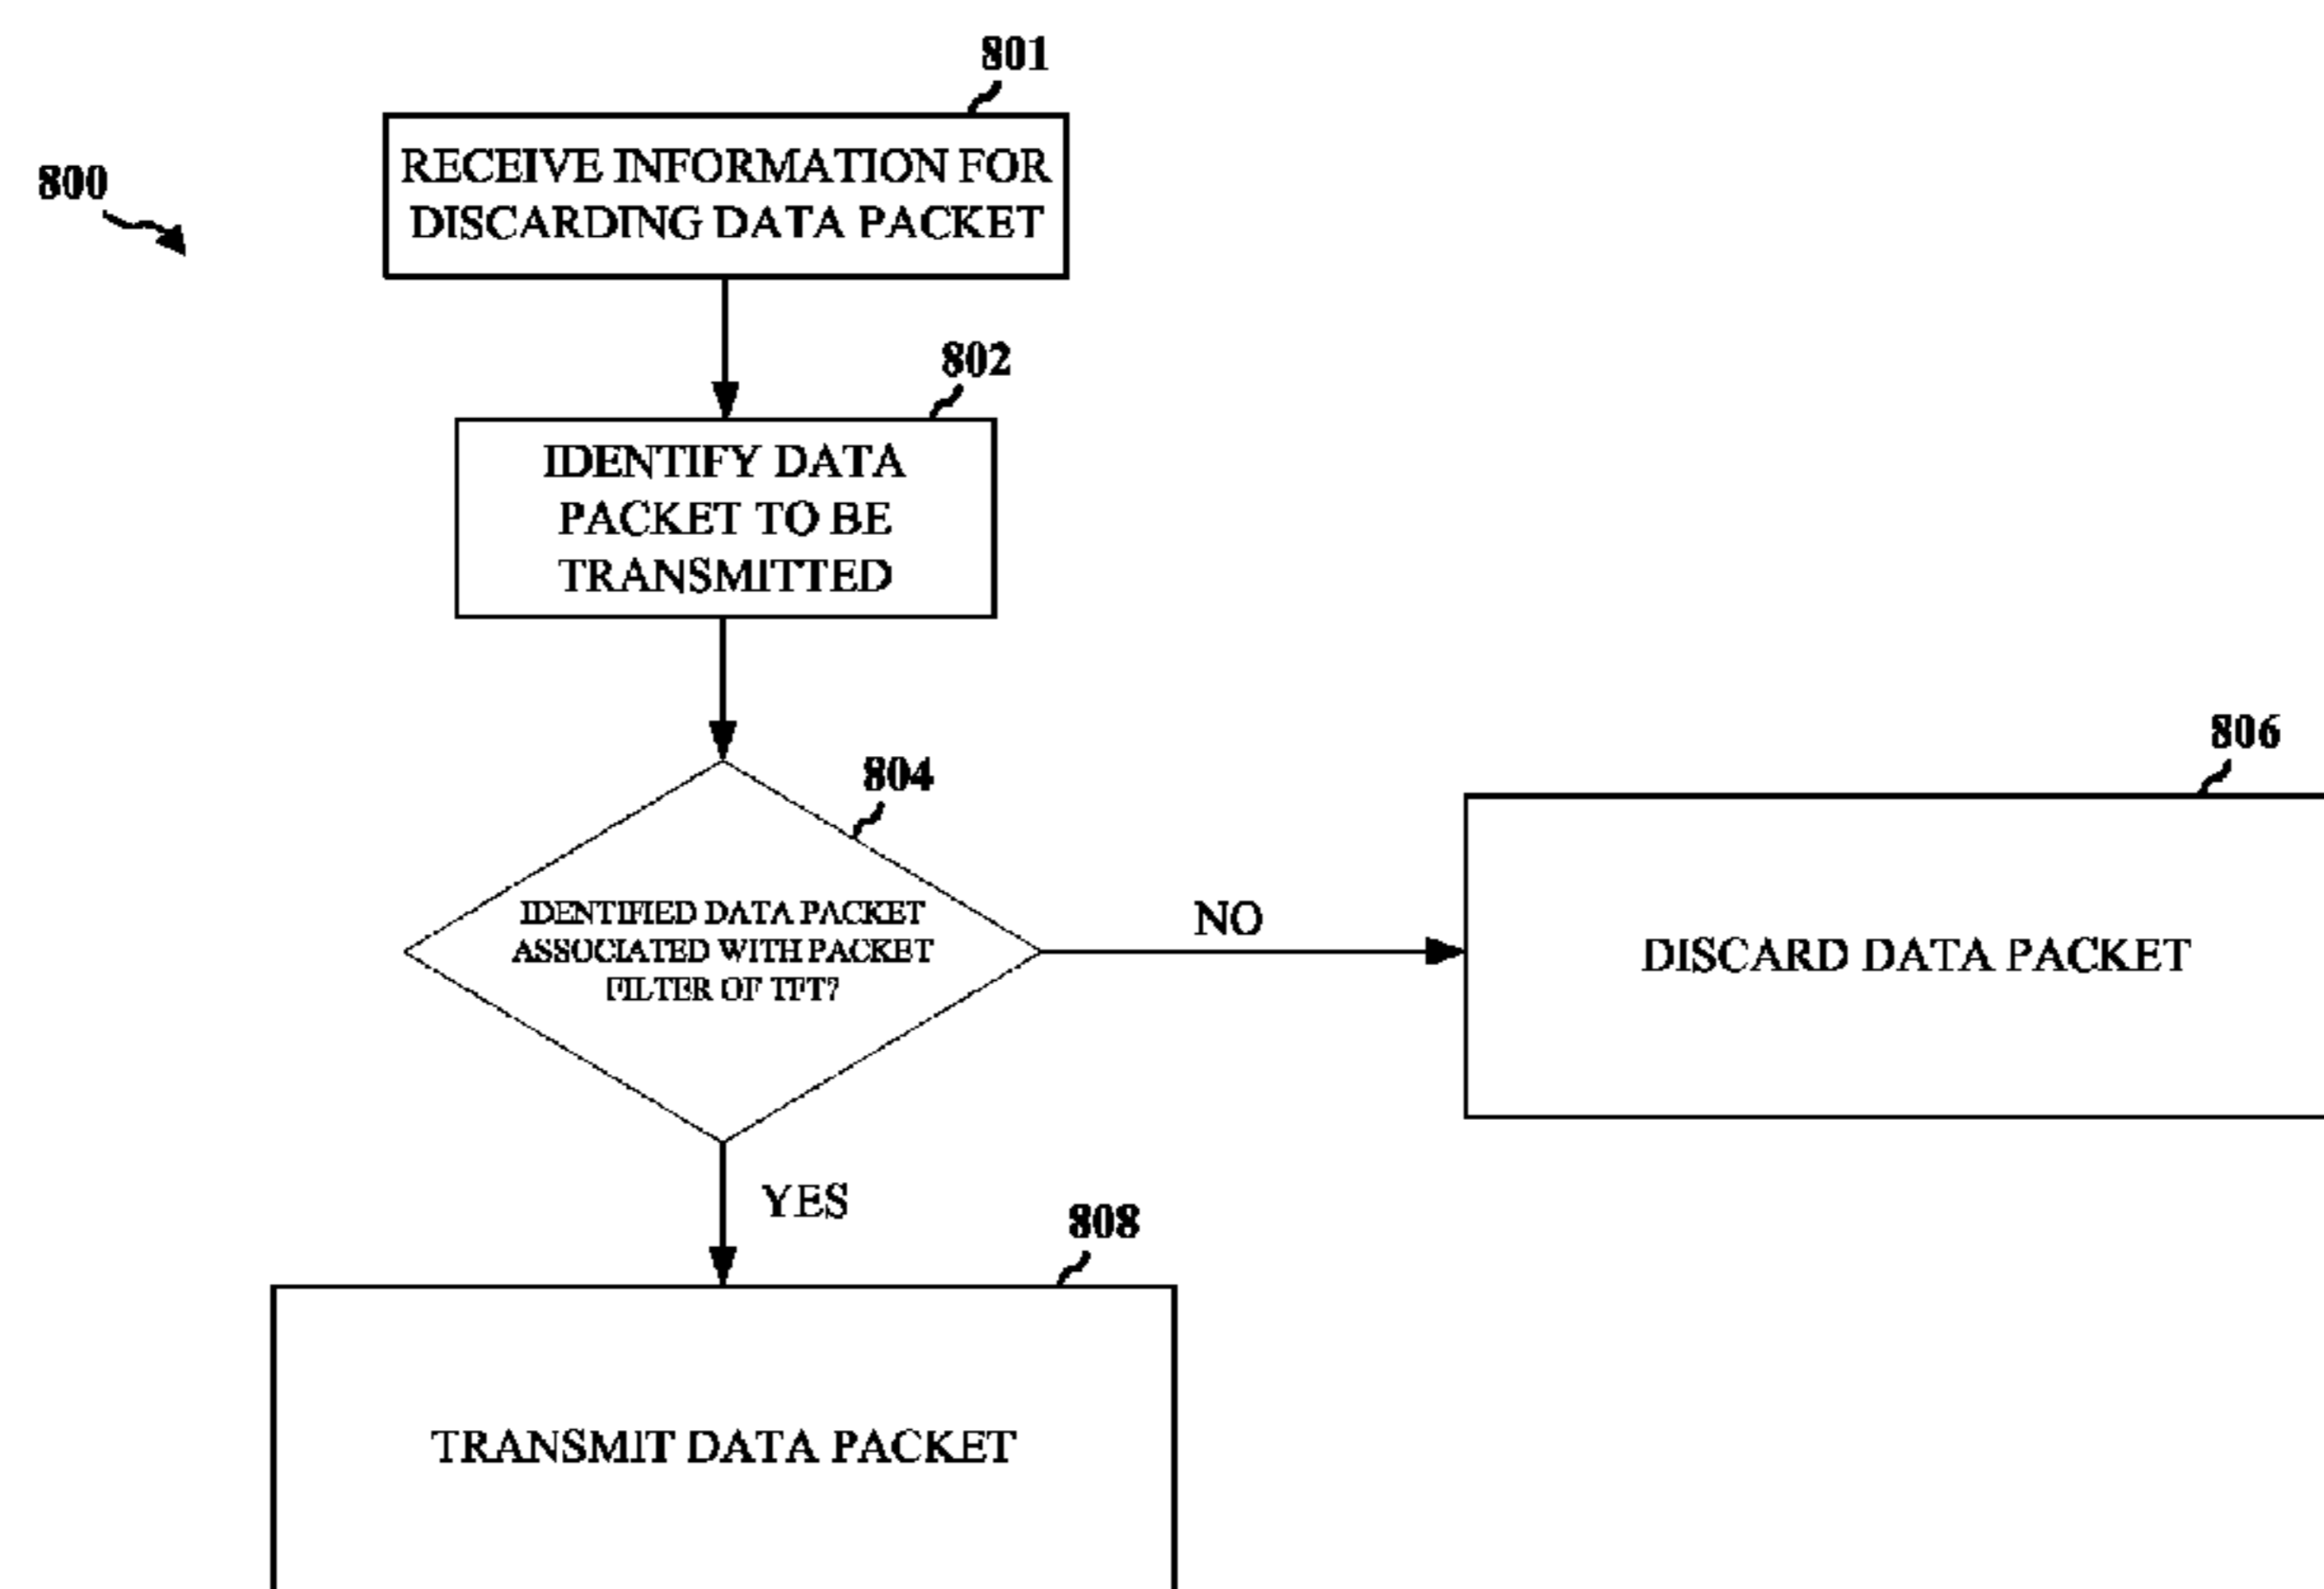 801
800
RECEIVE INFORMATION FOR
DISCARDING DATA PACKET
802
IDENTIFY DATA
PACKET TO BE
TRANSMITTED
804
806
IDENTIFIED DATA PACKET
ASSOCIATED WITH PACKET
FILTER OF TFT?
NO
DISCARD DATA PACKET
YES
808
TRANSMIT DATA PACKET